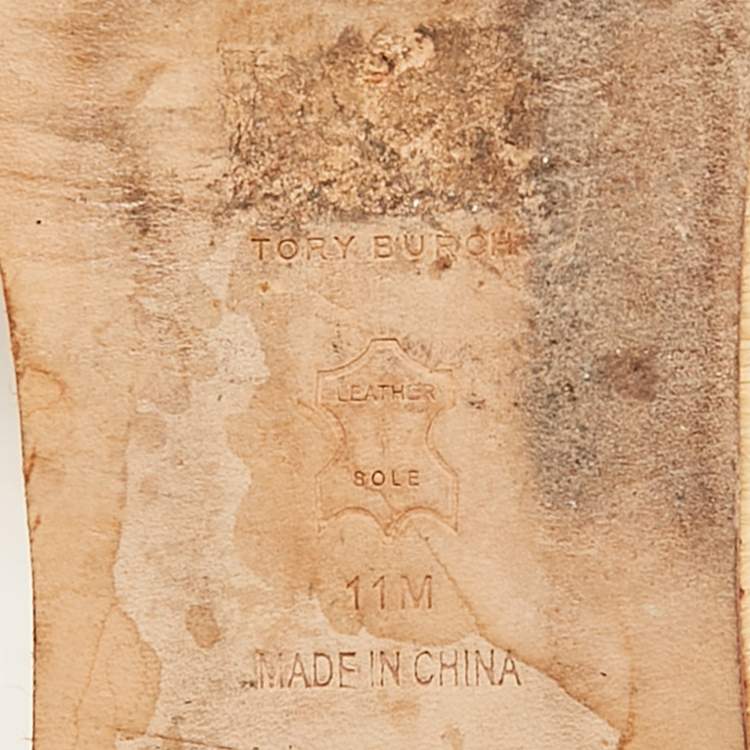 TORY BURCH
LEATHER
SOLE
11M
MADE IN CHINA